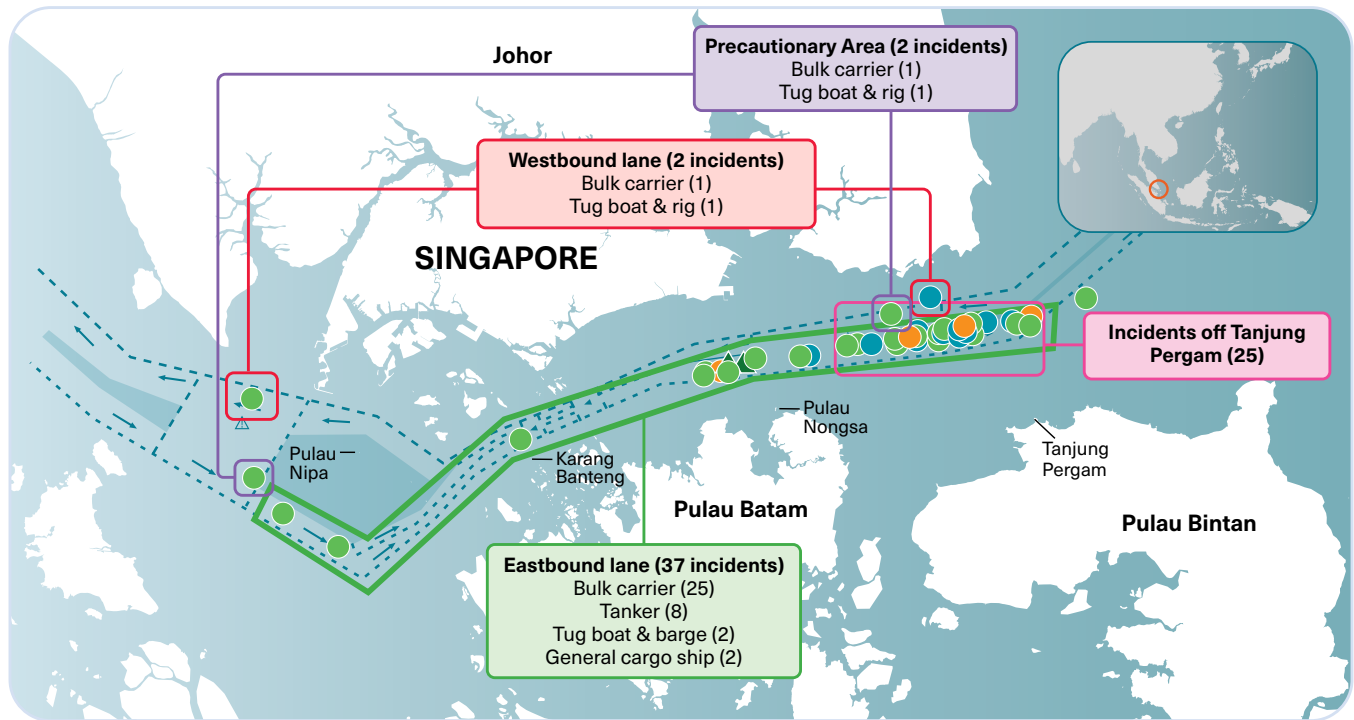 Johor
Precautionary Area (2 incidents)
Bulk carrier (1)
Tug boat & rig (1)
Westbound lane (2 incidents)
Bulk carrier (1)
Tug boat & rig (1)
SINGAPORE
Incidents off Tanjung
Pergam (25)
Pulau
Nongsa
Tanjung
Pergam
Pulau
Nipa
Karang
Banteng
Pulau Batam
Pulau Bintan
Eastbound lane (37 incidents)
Bulk carrier (25)
Tanker (8)
Tug boat & barge (2)
General cargo ship (2)